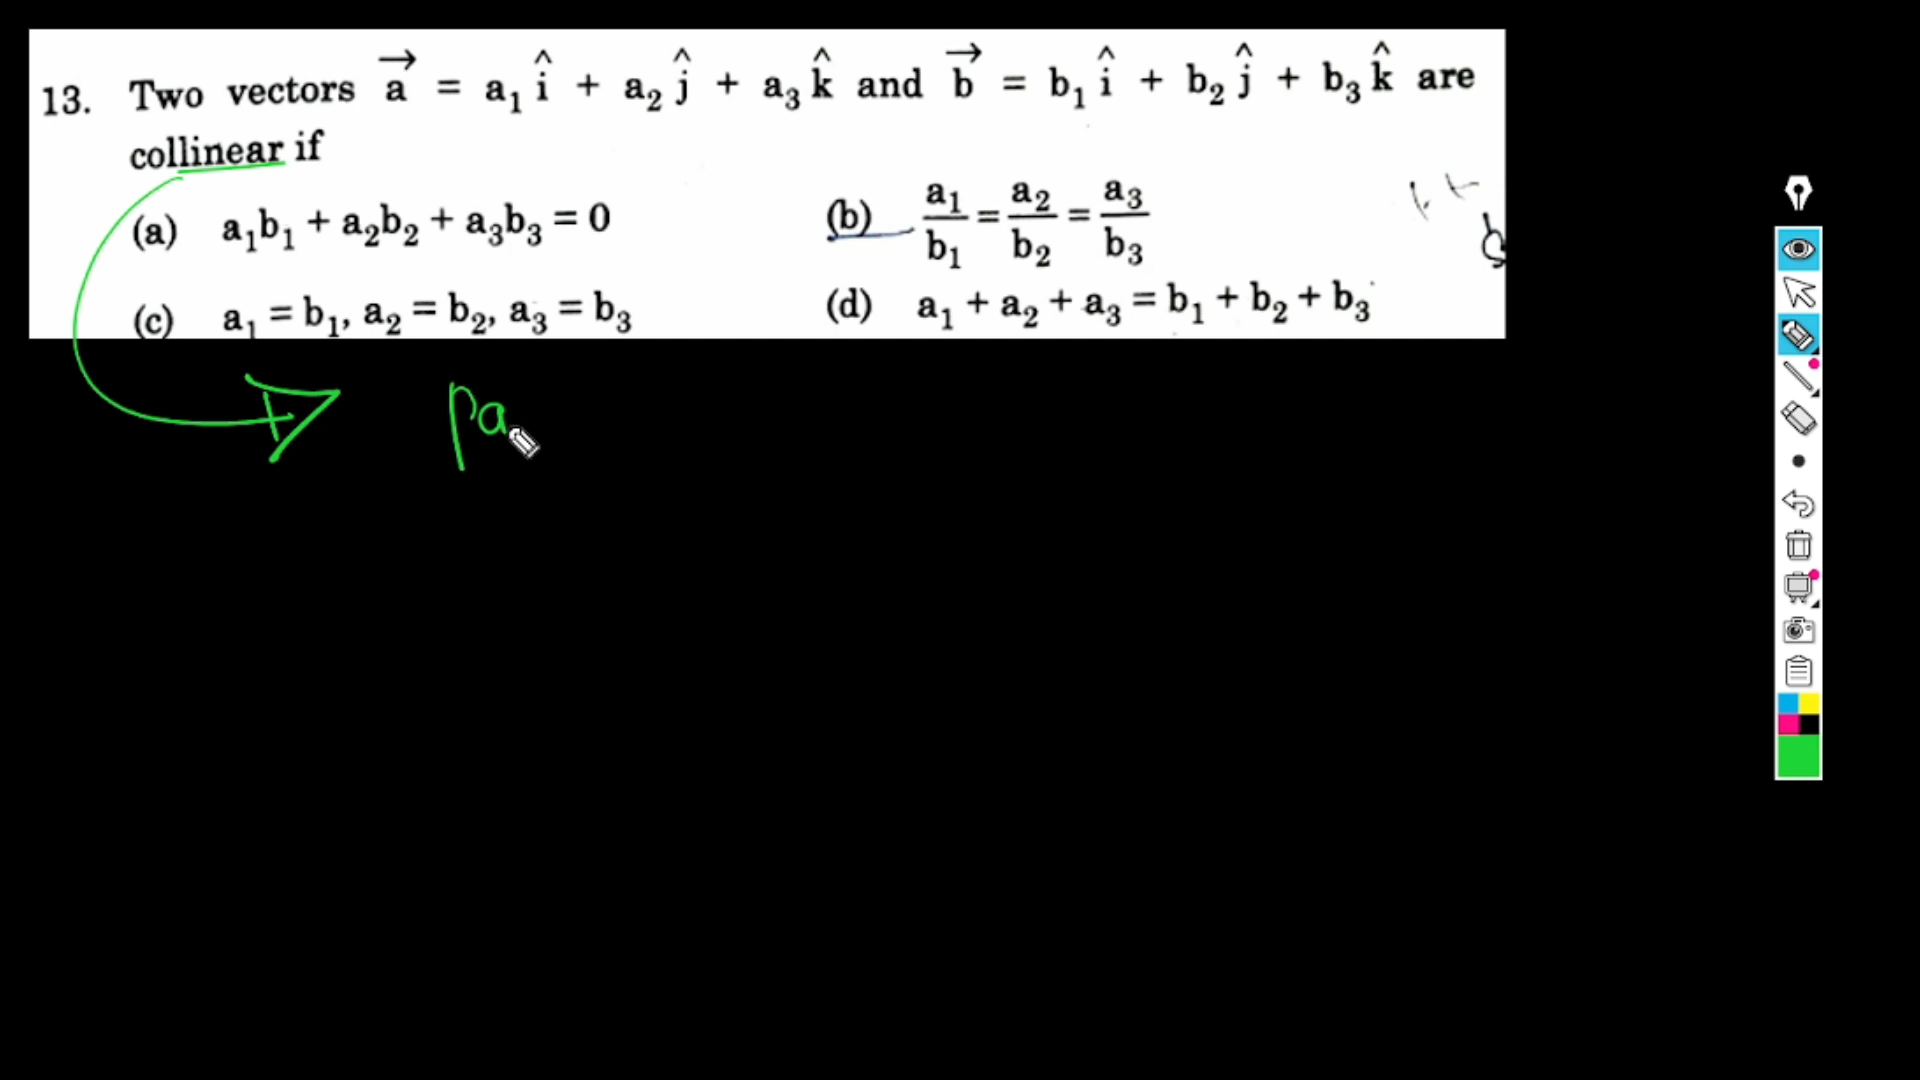 13. Two vectors a⃗ = a₁ î + a₂ ĵ + a₃ k̂ and b⃗ = b₁ î + b₂ ĵ + b₃ k̂ are
collinear if
(a) a₁b₁ + a₂b₂ + a₃b₃ = 0 (b) a₁/b₁ = a₂/b₂ = a₃/b₃
(c) a₁ = b₁, a₂ = b₂, a₃ = b₃ (d) a₁ + a₂ + a₃ = b₁ + b₂ + b₃
pa